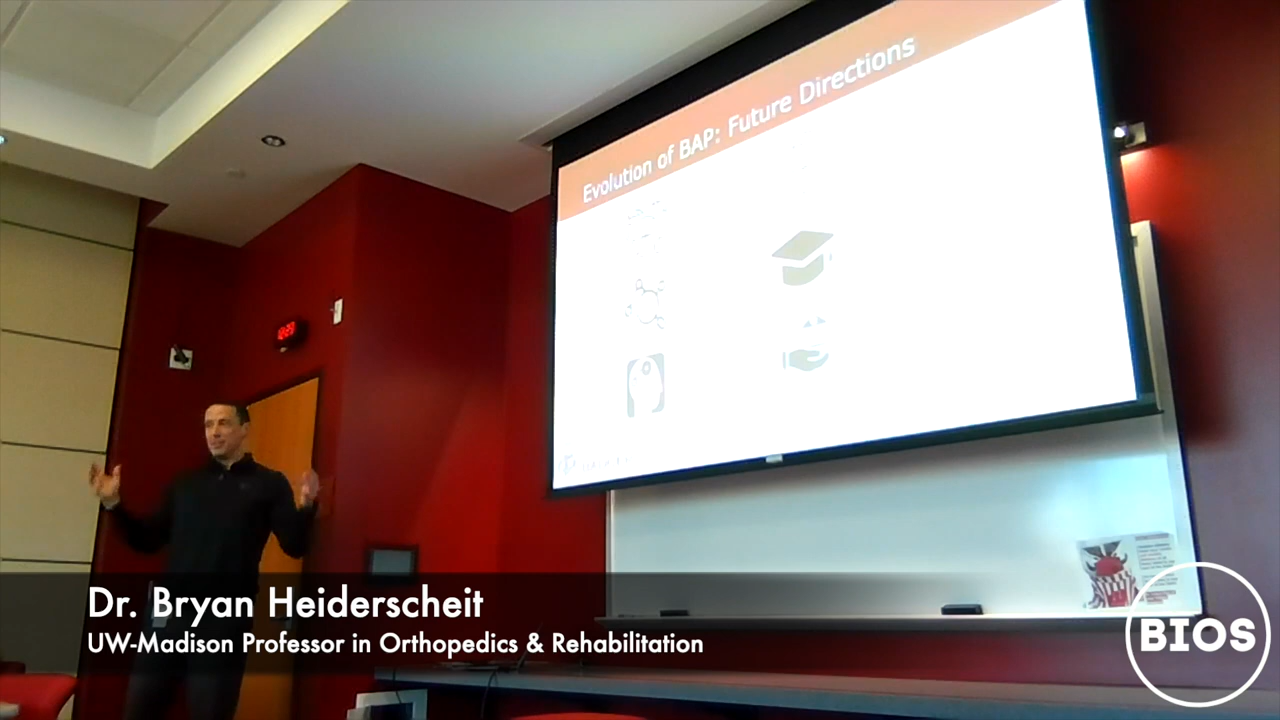 Evolution of BAP: Future Directions
Dr. Bryan Heiderscheit
UW-Madison Professor in Orthopedics & Rehabilitation
BIOS